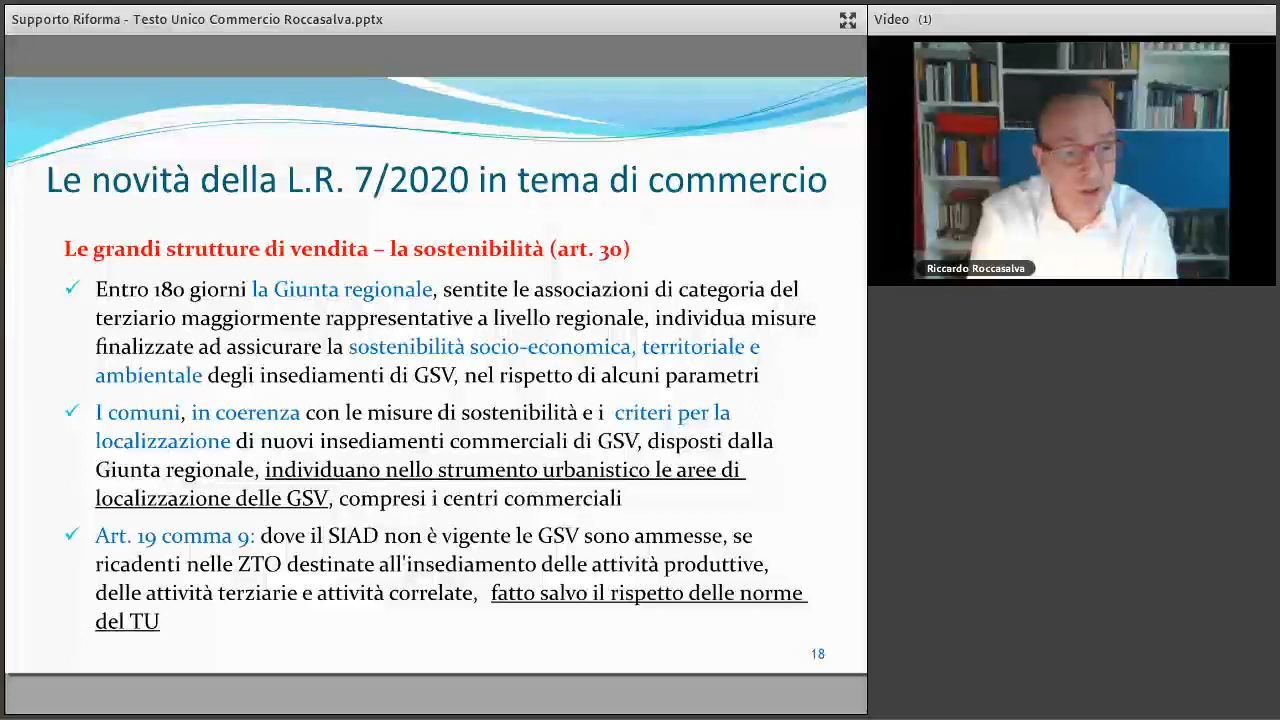 Supporto Riforma - Testo Unico Commercio Roccasalva.pptx
Video (1)
Le novità della L.R. 7/2020 in tema di commercio
Le grandi strutture di vendita – la sostenibilità (art. 30)
✓ Entro 180 giorni la Giunta regionale, sentite le associazioni di categoria del
terziario maggiormente rappresentative a livello regionale, individua misure
finalizzate ad assicurare la sostenibilità socio-economica, territoriale e
ambientale degli insediamenti di GSV, nel rispetto di alcuni parametri
✓ I comuni, in coerenza con le misure di sostenibilità e i criteri per la
localizzazione di nuovi insediamenti commerciali di GSV, disposti dalla
Giunta regionale, individuano nello strumento urbanistico le aree di
localizzazione delle GSV, compresi i centri commerciali
✓ Art. 19 comma 9: dove il SIAD non è vigente le GSV sono ammesse, se
ricadenti nelle ZTO destinate all'insediamento delle attività produttive,
delle attività terziarie e attività correlate, fatto salvo il rispetto delle norme
del TU
18
Riccardo Roccasalva